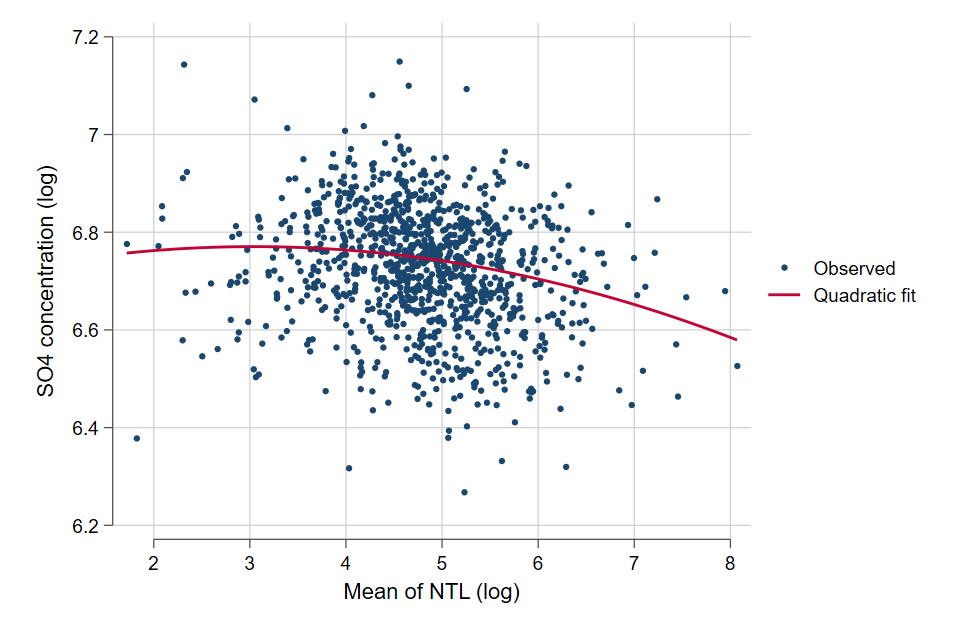 7.2
7
6.8
6.6
6.4
6.2
SO4 concentration (log)
2 3 4 5 6 7 8
Mean of NTL (log)
Observed
Quadratic fit